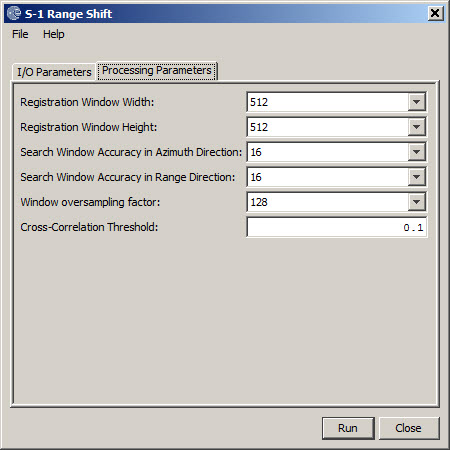 S-1 Range Shift
File Help
I/O Parameters Processing Parameters
Registration Window Width: 512
Registration Window Height: 512
Search Window Accuracy in Azimuth Direction: 16
Search Window Accuracy in Range Direction: 16
Window oversampling factor: 128
Cross-Correlation Threshold: 0.1
Run Close